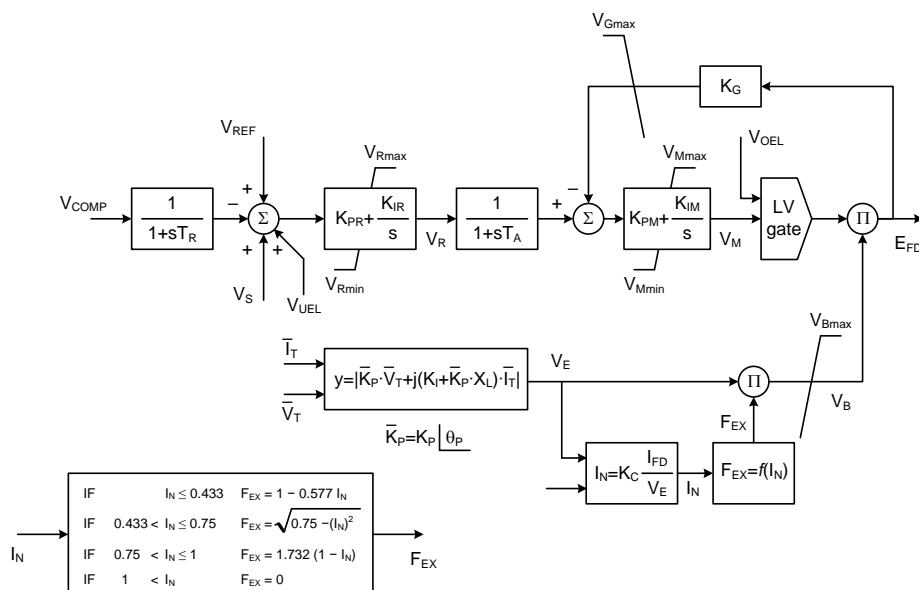 V_Gmax
K_G
V_REF
V_OEL
V_Rmax
V_Mmax
V_COMP
1
1+sT_R
+
−
+
+
Σ
K_PR+ K_IR
s
V_R
1
1+sT_A
+
−
Σ
K_PM+ K_IM
s
V_M
LV
gate
Π
E_FD
V_S
V_UEL
V_Rmin
V_Mmin
V_Bmax
I̅_T
V̅_T
y=|K̅_P·V̅_T+j(K_I+K̅_P·X_L)·I̅_T|
V_E
Π
V_B
K̅_P=K_P θ_P
F_EX
I_N=K_C I_FD
V_E
I_N
F_EX=f(I_N)
I_N
IF I_N ≤ 0.433 F_EX = 1 − 0.577 I_N
IF 0.433 < I_N ≤ 0.75 F_EX = √0.75 −(I_N)²
IF 0.75 < I_N ≤ 1 F_EX = 1.732 (1 − I_N)
IF 1 < I_N F_EX = 0
F_EX